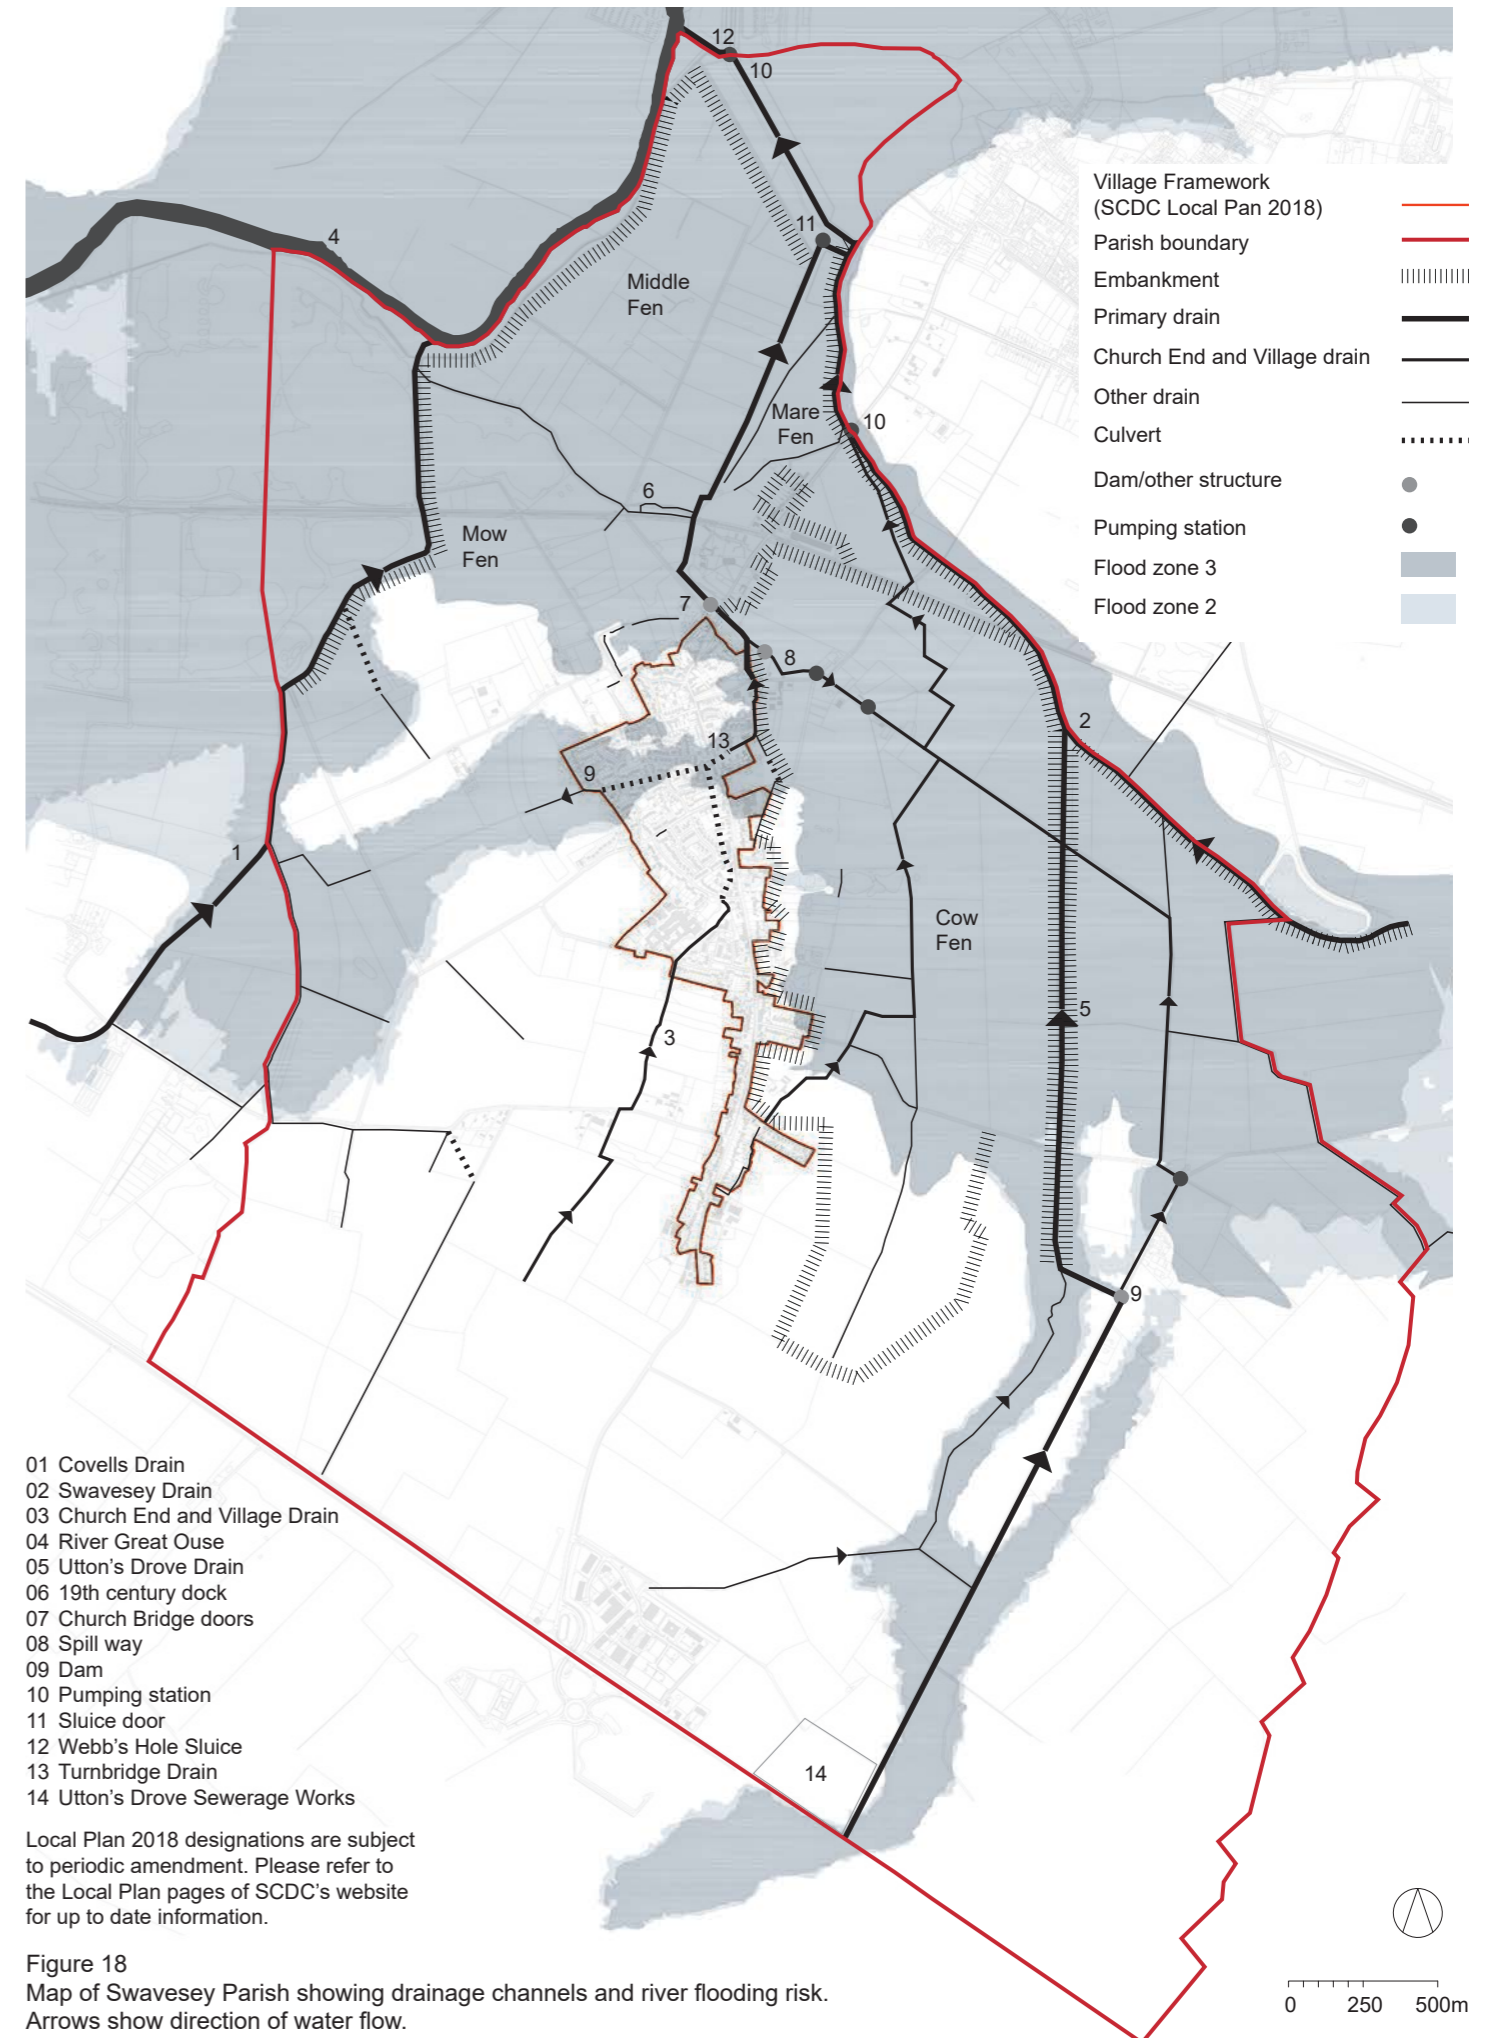 12
10
4
11
Middle
Fen
Village Framework
(SCDC Local Pan 2018)
Parish boundary
Embankment
Primary drain
Church End and Village drain
Other drain
Culvert
Dam/other structure
Pumping station
Flood zone 3
Flood zone 2
Mare
Fen
10
6
Mow
Fen
7
8
2
13
9
1
Cow
Fen
5
3
9
14
01 Covells Drain
02 Swavesey Drain
03 Church End and Village Drain
04 River Great Ouse
05 Utton's Drove Drain
06 19th century dock
07 Church Bridge doors
08 Spill way
09 Dam
10 Pumping station
11 Sluice door
12 Webb's Hole Sluice
13 Turnbridge Drain
14 Utton's Drove Sewerage Works
Local Plan 2018 designations are subject
to periodic amendment. Please refer to
the Local Plan pages of SCDC's website
for up to date information.
Figure 18
Map of Swavesey Parish showing drainage channels and river flooding risk.
Arrows show direction of water flow.
0 250 500m